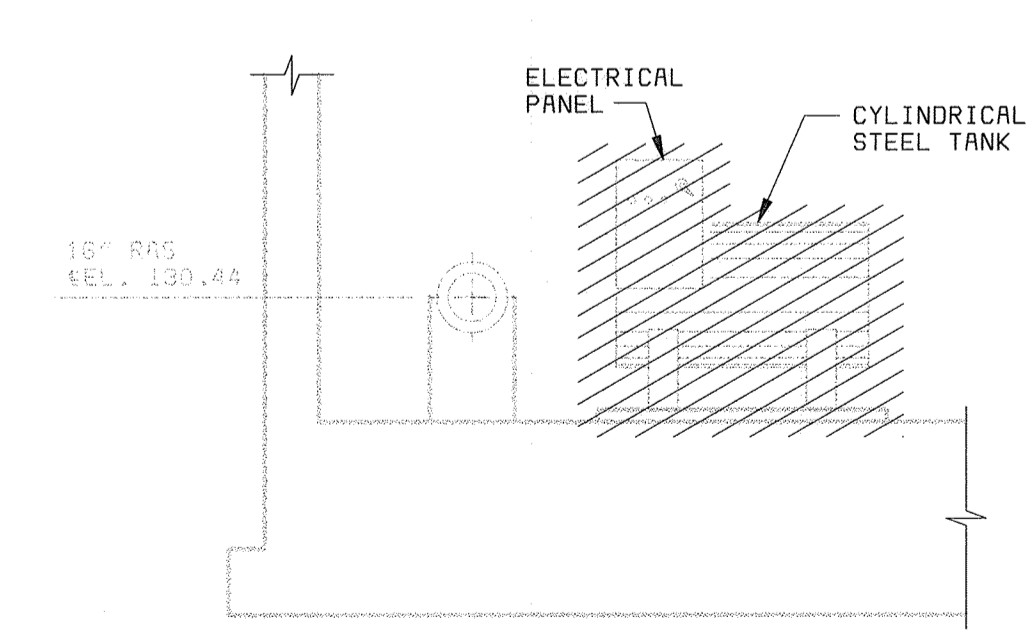 ELECTRICAL
PANEL
CYLINDRICAL
STEEL TANK
16" RAS
℄EL. 130.44